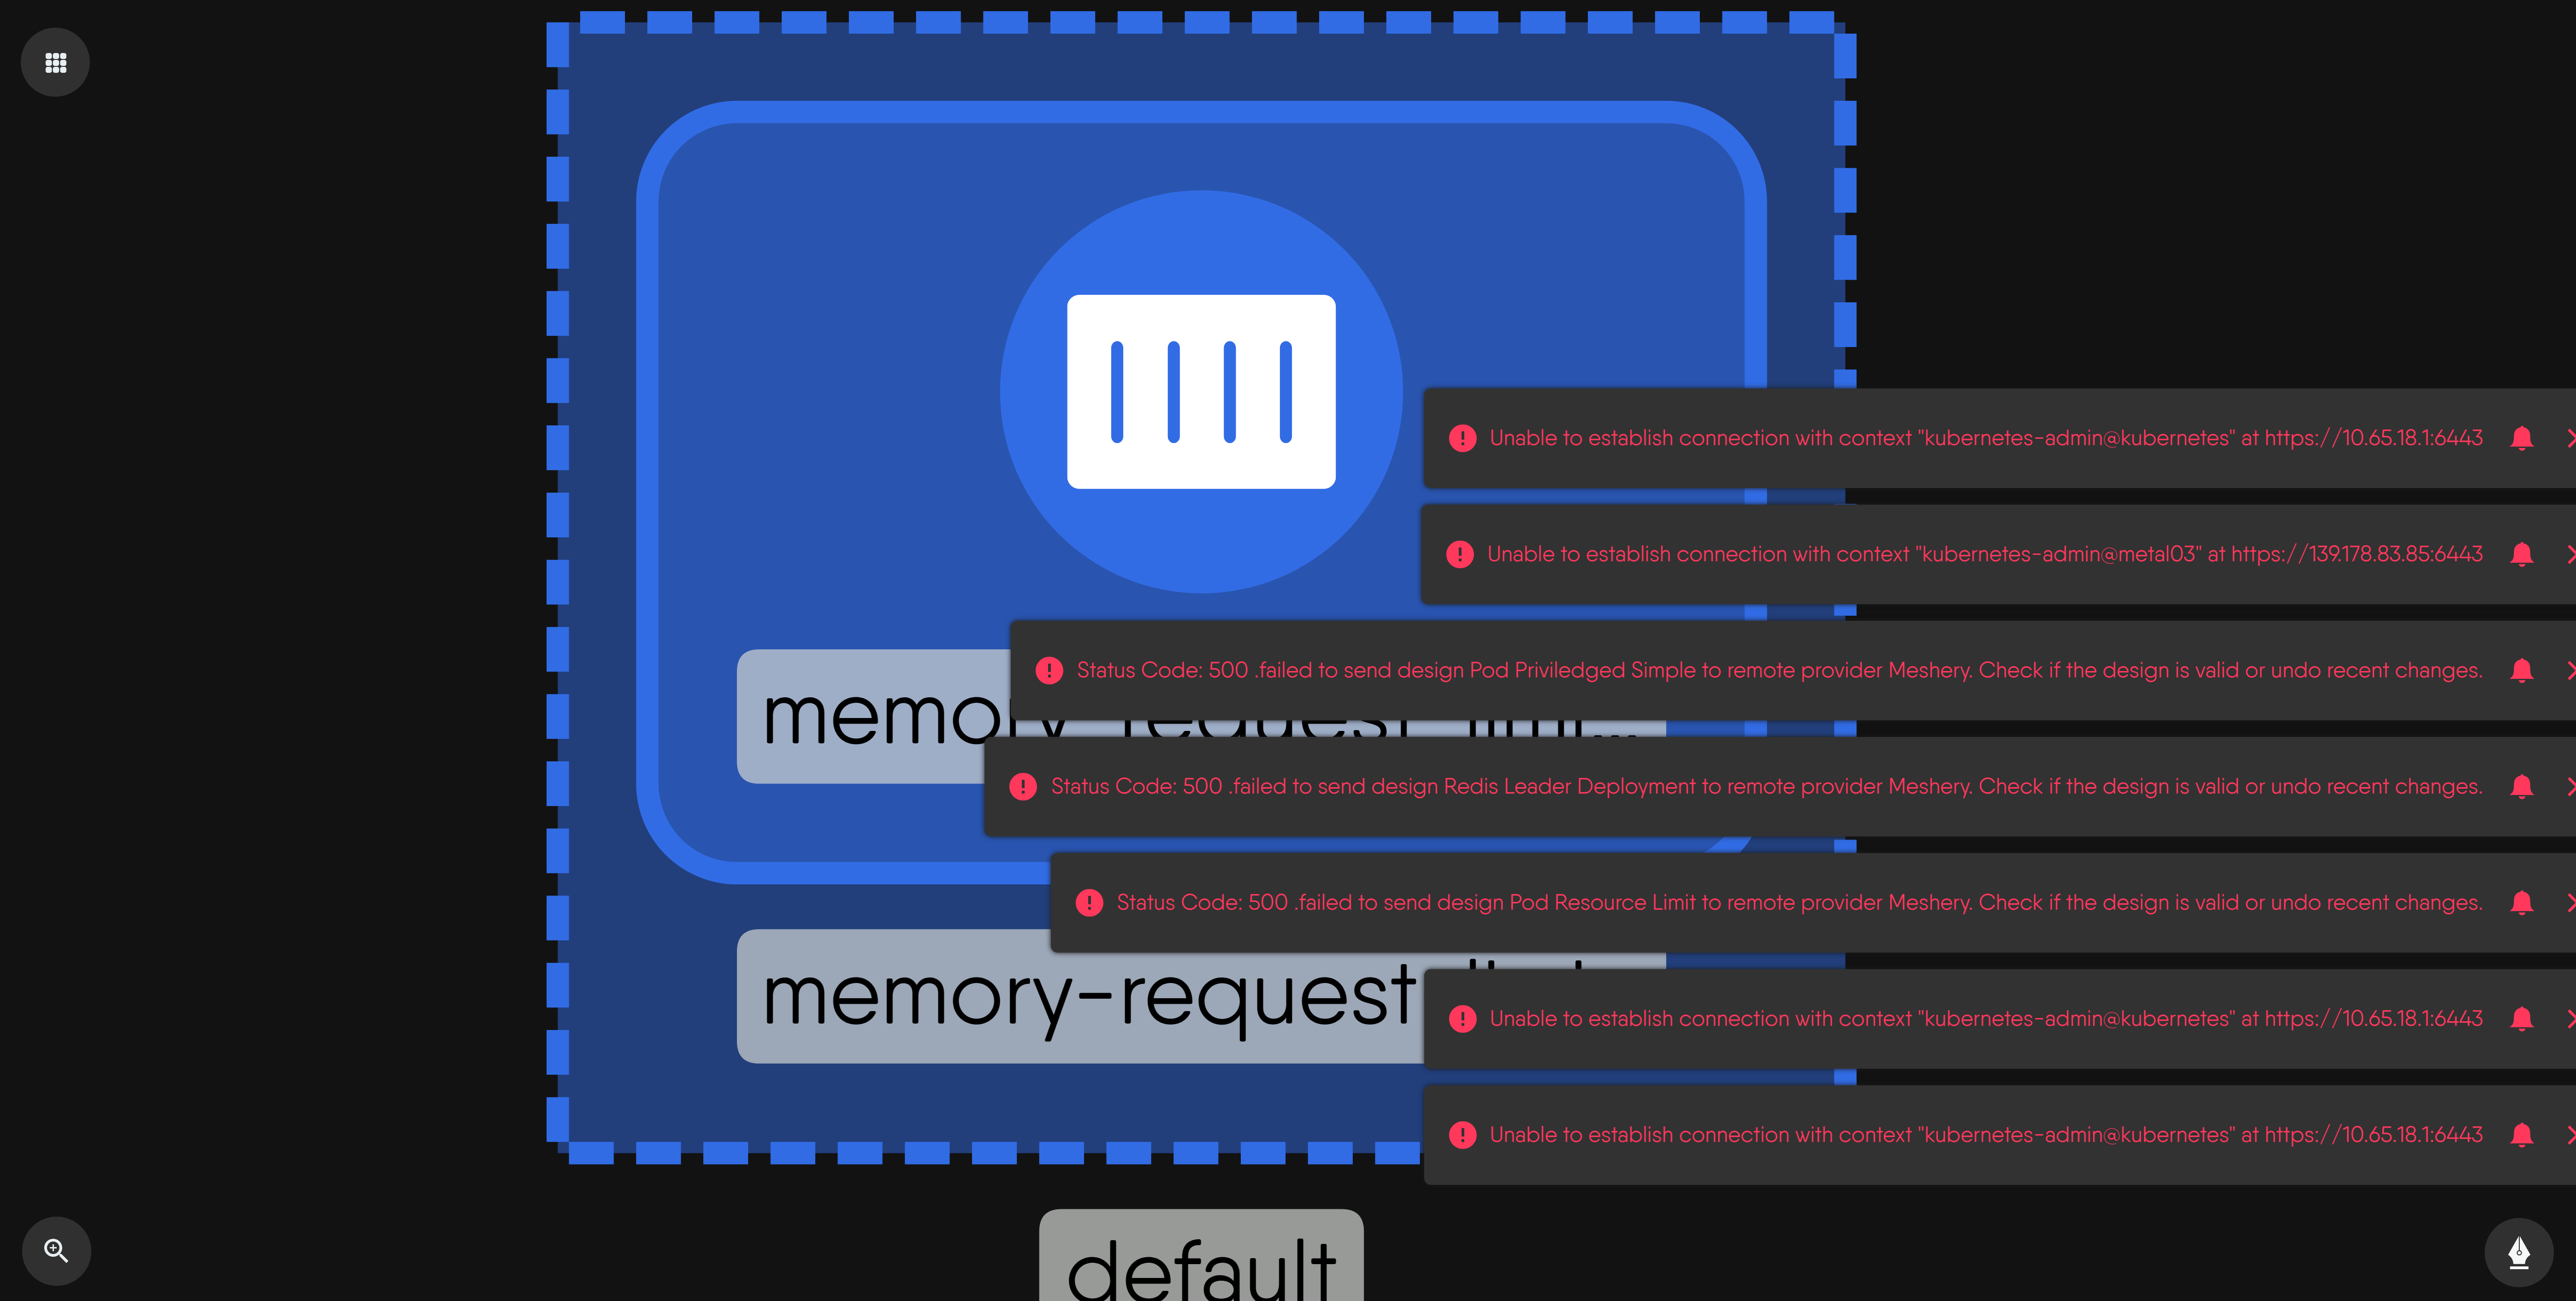 Unable to establish connection with context "kubernetes-admin@kubernetes" at https://10.65.18.1:6443
Unable to establish connection with context "kubernetes-admin@metal03" at https://139.178.83.85:6443
Status Code: 500 .failed to send design Pod Priviledged Simple to remote provider Meshery. Check if the design is valid or undo recent changes.
memory-request-limit...
Status Code: 500 .failed to send design Redis Leader Deployment to remote provider Meshery. Check if the design is valid or undo recent changes.
Status Code: 500 .failed to send design Pod Resource Limit to remote provider Meshery. Check if the design is valid or undo recent changes.
memory-request
Unable to establish connection with context "kubernetes-admin@kubernetes" at https://10.65.18.1:6443
Unable to establish connection with context "kubernetes-admin@kubernetes" at https://10.65.18.1:6443
default